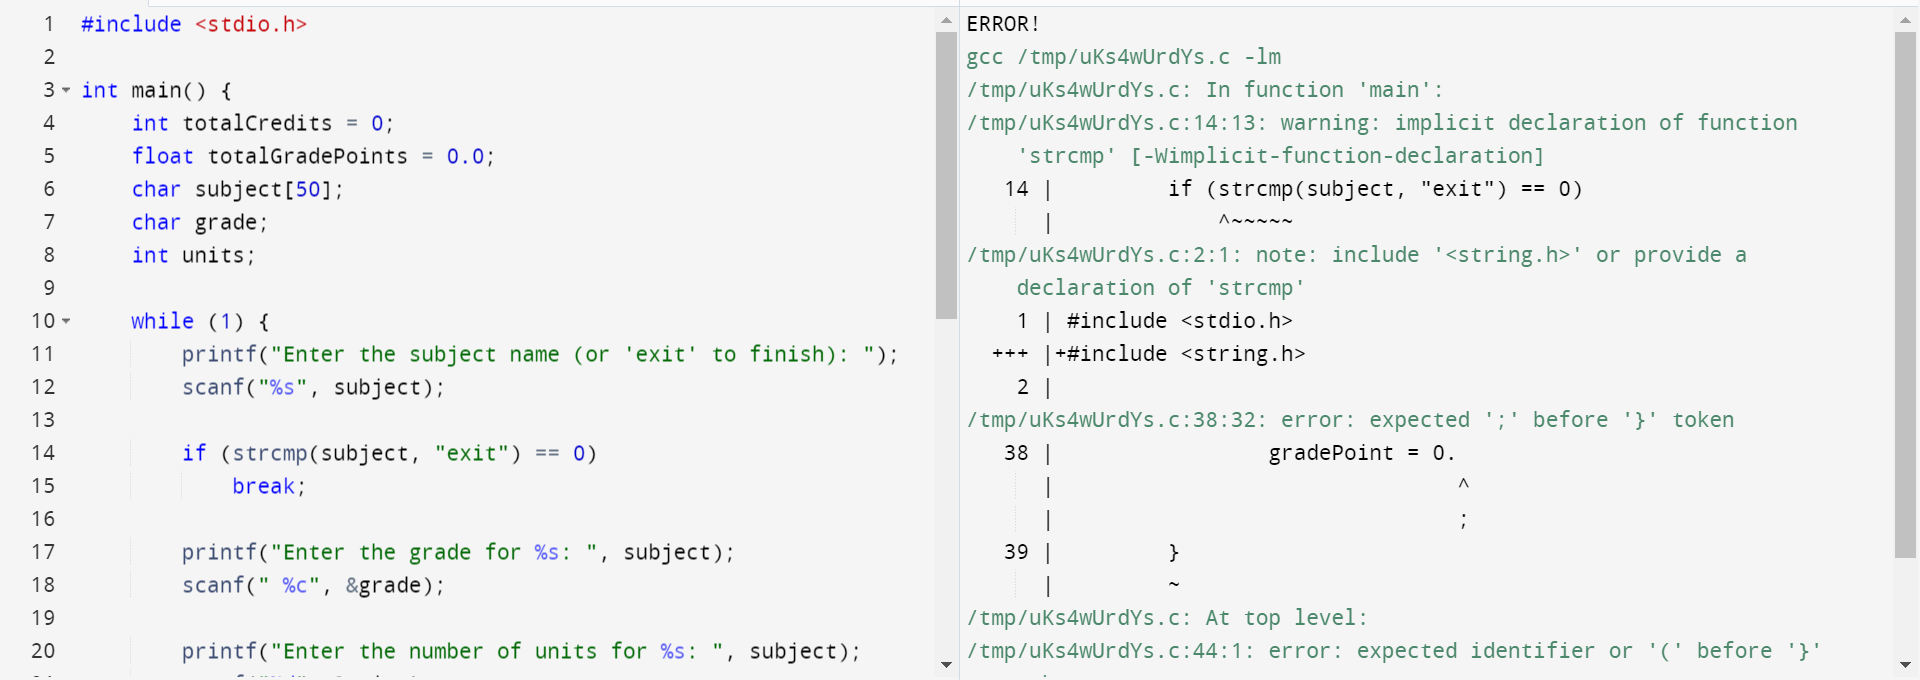 1 #include <stdio.h>
2
3 int main() {
4 int totalCredits = 0;
5 float totalGradePoints = 0.0;
6 char subject[50];
7 char grade;
8 int units;
9
10 while (1) {
11 printf("Enter the subject name (or 'exit' to finish): ");
12 scanf("%s", subject);
13
14 if (strcmp(subject, "exit") == 0)
15 break;
16
17 printf("Enter the grade for %s: ", subject);
18 scanf(" %c", &grade);
19
20 printf("Enter the number of units for %s: ", subject);
ERROR!
gcc /tmp/uKs4wUrdYs.c -lm
/tmp/uKs4wUrdYs.c: In function 'main':
/tmp/uKs4wUrdYs.c:14:13: warning: implicit declaration of function
'strcmp' [-Wimplicit-function-declaration]
14 | if (strcmp(subject, "exit") == 0)
| ^~~~~~
/tmp/uKs4wUrdYs.c:2:1: note: include '<string.h>' or provide a
declaration of 'strcmp'
1 | #include <stdio.h>
+++ |+#include <string.h>
2 |
/tmp/uKs4wUrdYs.c:38:32: error: expected ';' before '}' token
38 | gradePoint = 0.
| ^
| ;
39 | }
| ~
/tmp/uKs4wUrdYs.c: At top level:
/tmp/uKs4wUrdYs.c:44:1: error: expected identifier or '(' before '}'